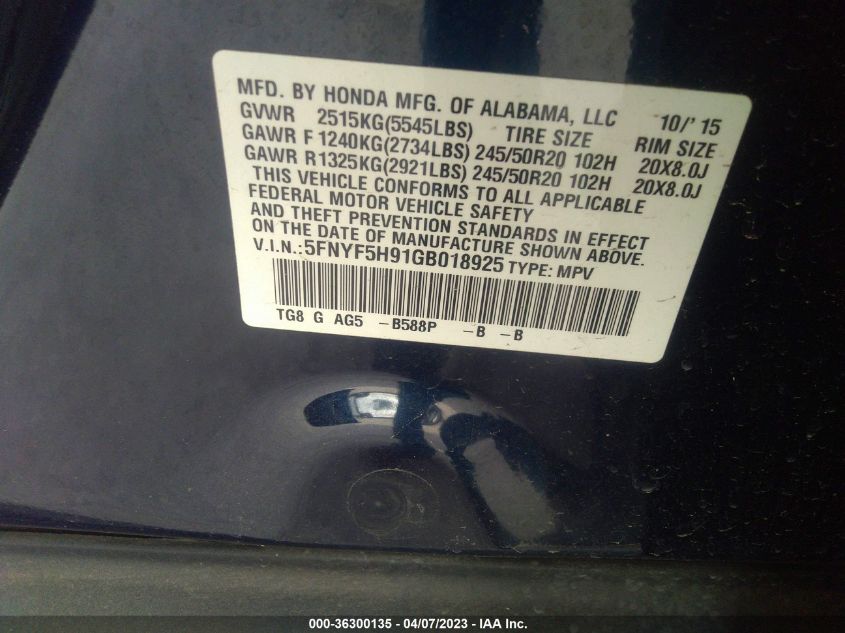 MFD. BY HONDA MFG. OF ALABAMA, LLC 10/'15
GVWR 2515KG(5545LBS) TIRE SIZE RIM SIZE
GAWR F 1240KG(2734LBS) 245/50R20 102H 20X8.0J
GAWR R 1325KG(2921LBS) 245/50R20 102H 20X8.0J
THIS VEHICLE CONFORMS TO ALL APPLICABLE
FEDERAL MOTOR VEHICLE SAFETY
AND THEFT PREVENTION STANDARDS IN EFFECT
ON THE DATE OF MANUFACTURE SHOWN ABOVE.
V.I.N.:5FNYF5H91GB018925 TYPE: MPV
TG8 G AG5 -B588P -B -B
000-36300135 - 04/07/2023 - IAA Inc.